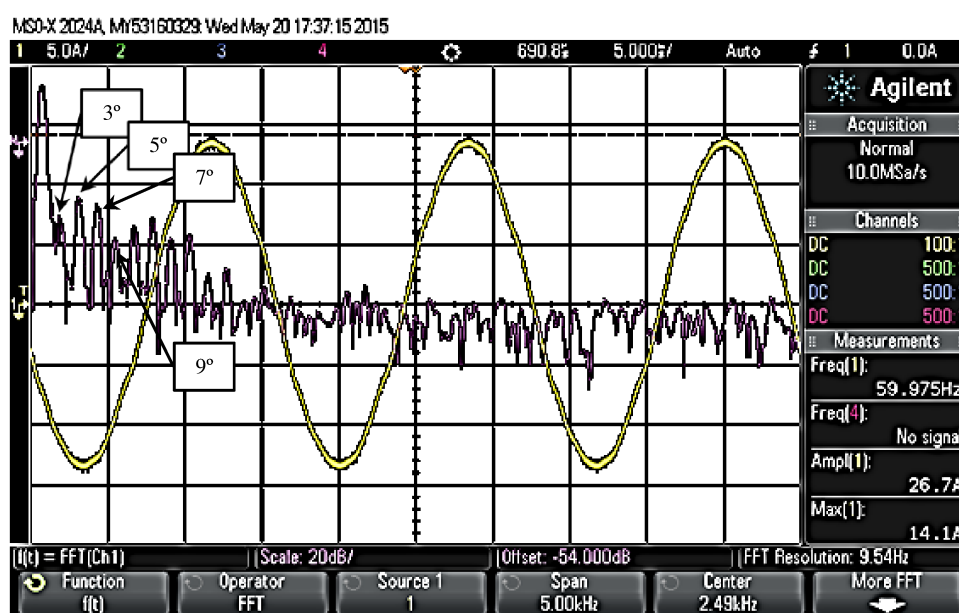 MSO-X 2024A, MY53160329: Wed May 20 17:37:15 2015
1 5.0A/ 2 3 4 690.8% 5.000%/ Auto 1 0.0A
Agilent
Acquisition
Normal
10.0MSa/s
Channels
DC 100:
DC 500:
DC 500:
DC 500:
Measurements
Freq(1):
59.975Hz
Freq(4):
No signa
Ampl(1):
26.7A
Max(1):
14.1A
3º
5º
7º
9º
f(t) = FFT(Ch1) Scale: 20dB/ Offset: -54.000dB FFT Resolution: 9.54Hz
Function Operator Source 1 Span Center More FFT
f(t) FFT 1 5.00kHz 2.49kHz